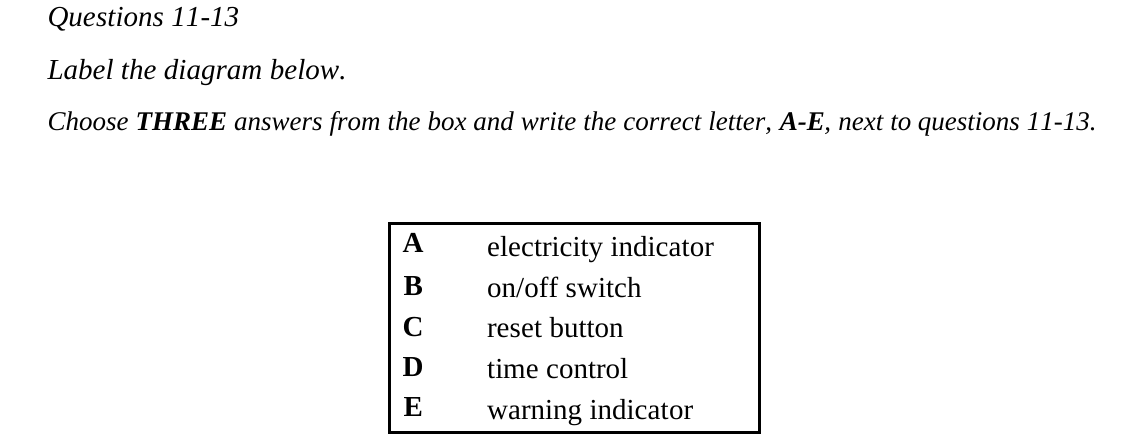 Questions 11-13
Label the diagram below.
Choose THREE answers from the box and write the correct letter, A-E, next to questions 11-13.
A electricity indicator
B on/off switch
C reset button
D time control
E warning indicator